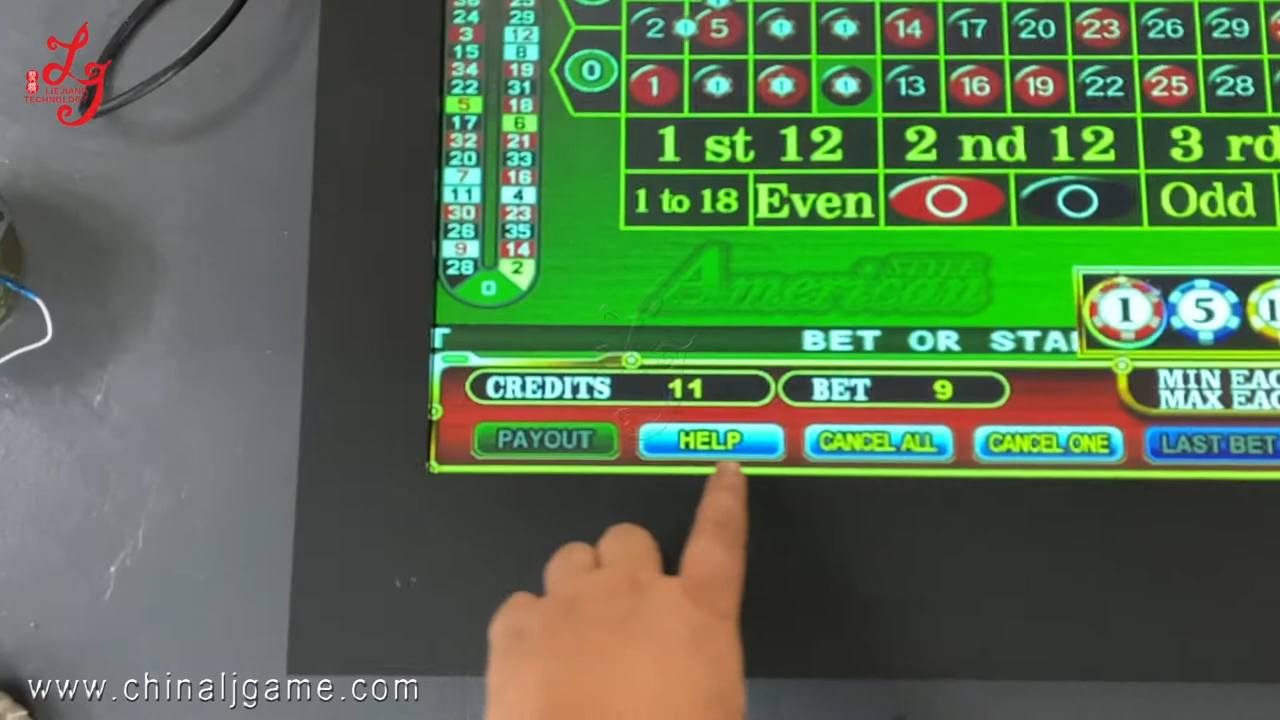 24 29
3 12
15 8
34 19
22 31
5 18
17 6
32 21
20 33
7 16
11 4
30 23
26 35
9 14
28 2
0
2 5 14 17 20 23 26 29
0
1 13 16 19 22 25 28
1 st 12 2 nd 12 3 rd
1 to 18 Even Odd
American
1 5
BET OR STA
CREDITS 11 BET 9
MIN EAC
MAX EAC
PAYOUT HELP CANCEL ALL CANCEL ONE LAST BET
LJ
LIEJIANG
TECHNOLOGY
www.chinaljgame.com